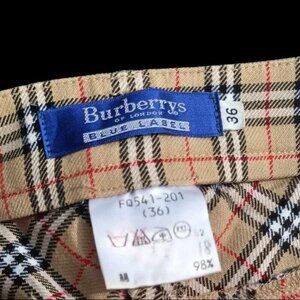 Burberrys
OF LONDON
BLUE LABEL
36
FQ541-201
(36)
98%